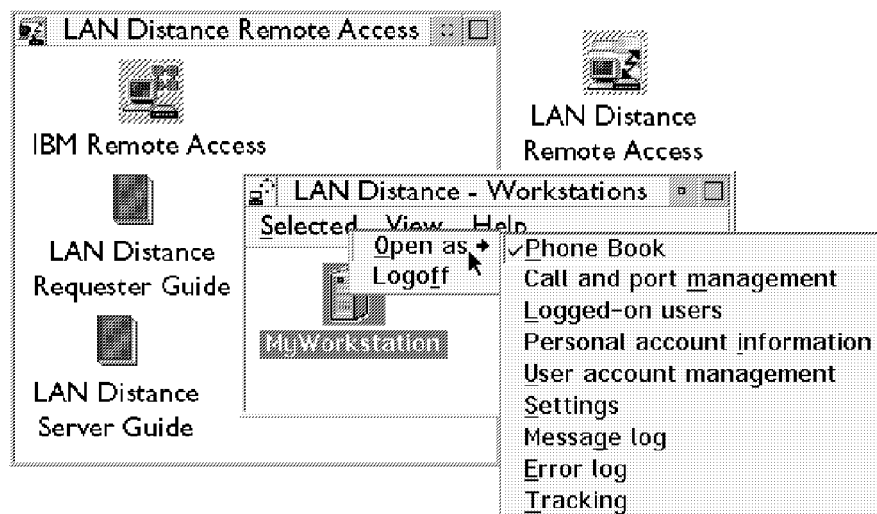 LAN Distance Remote Access
IBM Remote Access
LAN Distance
Requester Guide
LAN Distance
Server Guide
LAN Distance
Remote Access
LAN Distance - Workstations
Selected View Help
MyWorkstation
Open as
Logoff
Phone Book
Call and port management
Logged-on users
Personal account information
User account management
Settings
Message log
Error log
Tracking